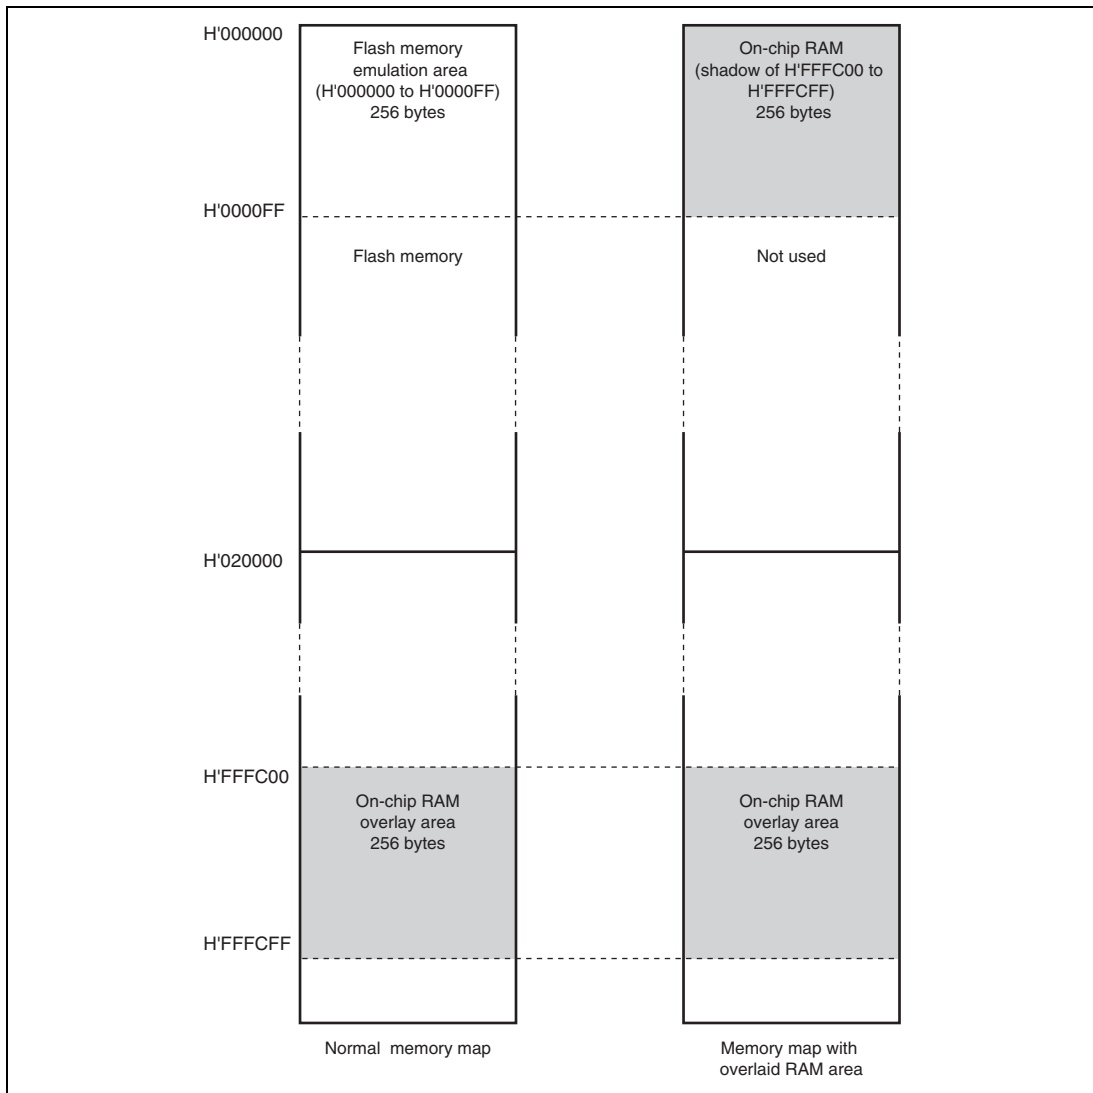 H'000000
Flash memory
emulation area
(H'000000 to H'0000FF)
256 bytes
On-chip RAM
(shadow of H'FFFC00 to
H'FFFCFF)
256 bytes
H'0000FF
Flash memory
Not used
H'020000
H'FFFC00
On-chip RAM
overlay area
256 bytes
On-chip RAM
overlay area
256 bytes
H'FFFCFF
Normal memory map
Memory map with
overlaid RAM area